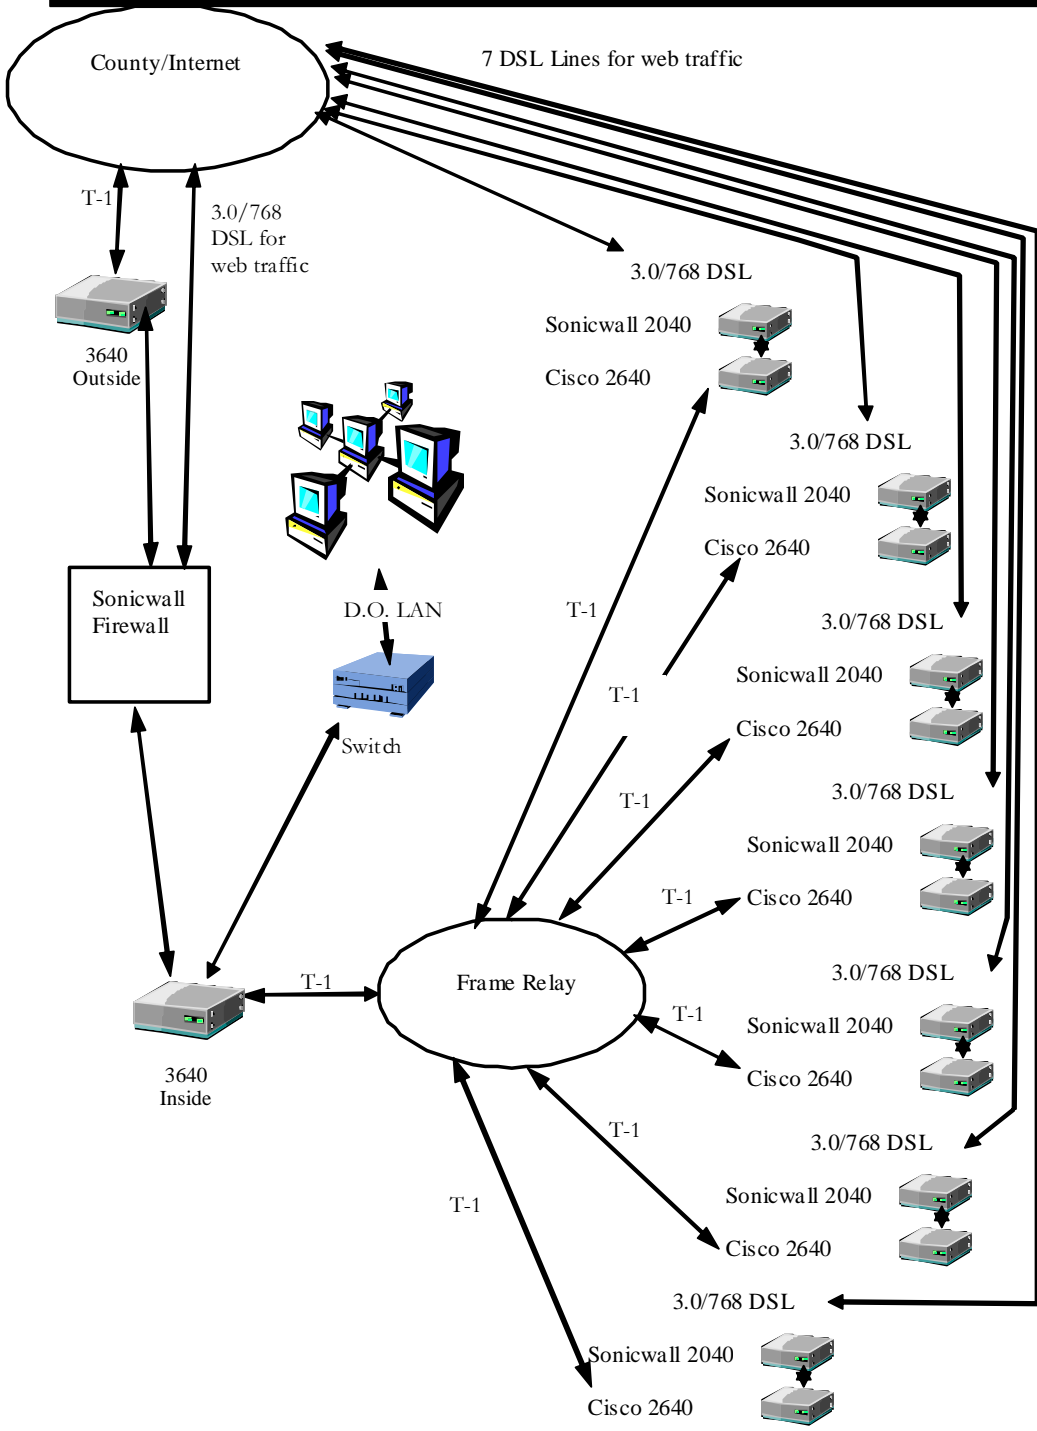 County/Internet
7 DSL Lines for web traffic
T-1
3.0/768
DSL for
web traffic
3640
Outside
3.0/768 DSL
Sonicwall 2040
Cisco 2640
3.0/768 DSL
Sonicwall 2040
Cisco 2640
Sonicwall
Firewall
D.O. LAN
Switch
T-1
3.0/768 DSL
Sonicwall 2040
Cisco 2640
T-1
T-1
3.0/768 DSL
Sonicwall 2040
Cisco 2640
T-1
3.0/768 DSL
Sonicwall 2040
Cisco 2640
T-1
Frame Relay
T-1
3640
Inside
3.0/768 DSL
Sonicwall 2040
Cisco 2640
T-1
T-1
3.0/768 DSL
Sonicwall 2040
Cisco 2640